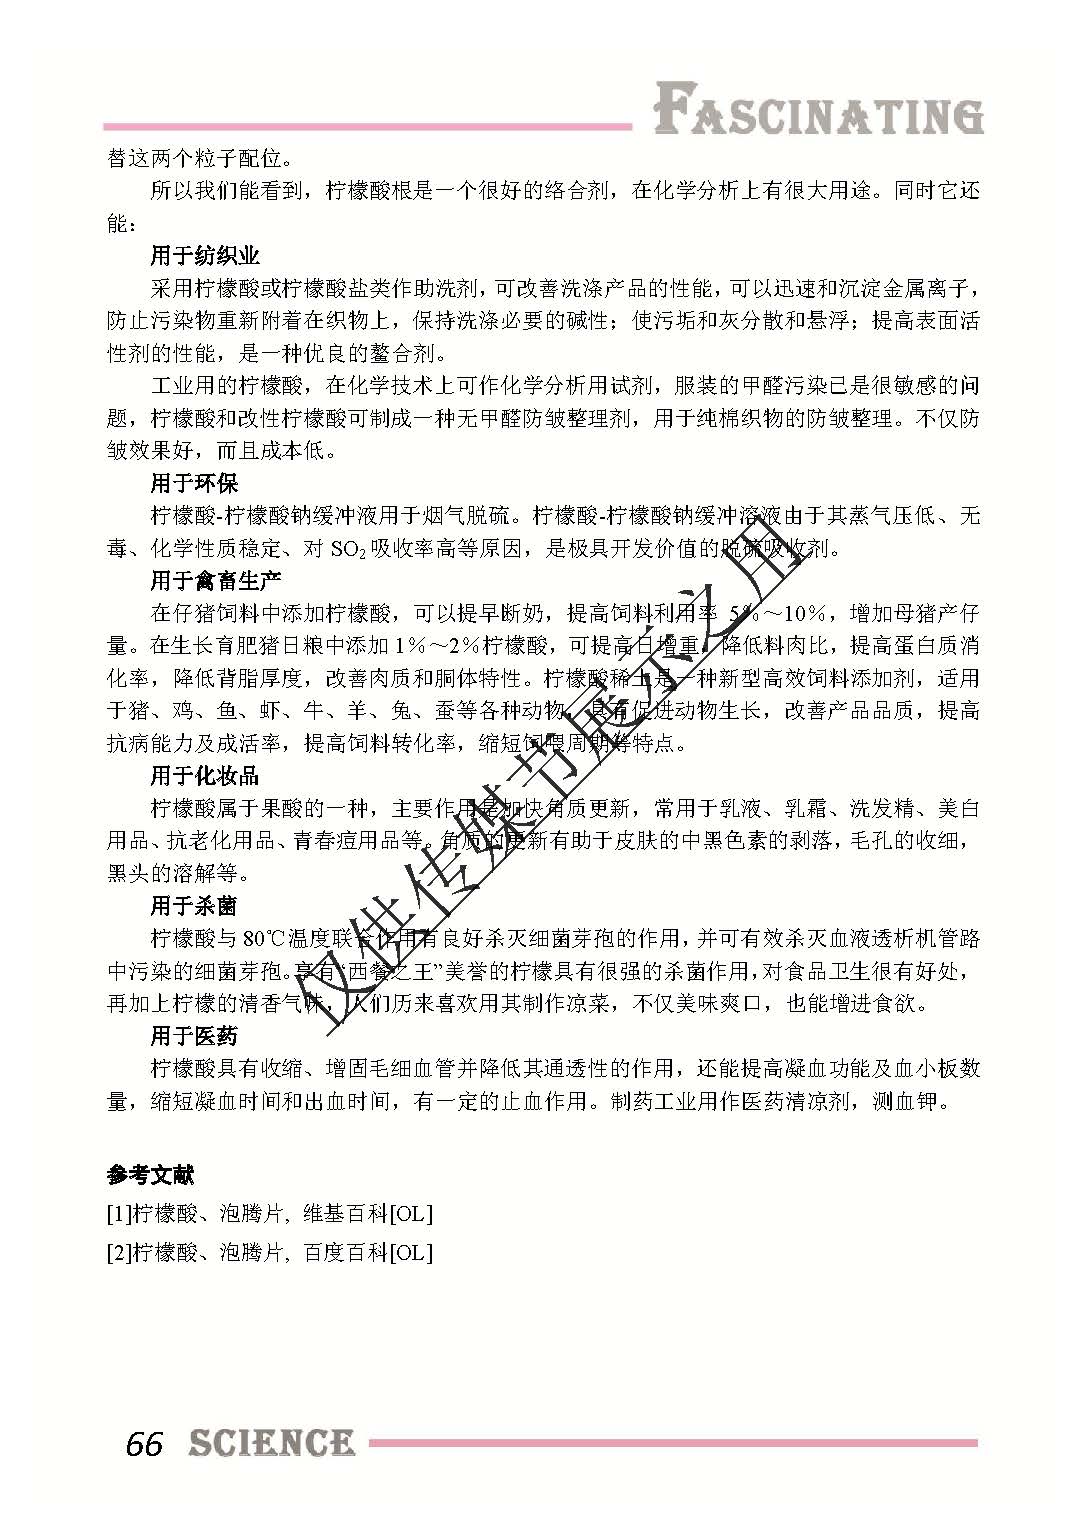 FASCINATING
替这两个粒子配位。
所以我们能看到，柠檬酸根是一个很好的络合剂，在化学分析上有很大用途。同时它还
能：
用于纺织业
采用柠檬酸或柠檬酸盐类作助洗剂，可改善洗涤产品的性能，可以迅速和沉淀金属离子，
防止污染物重新附着在织物上，保持洗涤必要的碱性；使污垢和灰分散和悬浮；提高表面活
性剂的性能，是一种优良的螯合剂。
工业用的柠檬酸，在化学技术上可作化学分析用试剂，服装的甲醛污染已是很敏感的问
题，柠檬酸和改性柠檬酸可制成一种无甲醛防皱整理剂，用于纯棉织物的防皱整理。不仅防
皱效果好，而且成本低。
用于环保
柠檬酸-柠檬酸钠缓冲液用于烟气脱硫。柠檬酸-柠檬酸钠缓冲溶液由于其蒸气压低、无
毒、化学性质稳定、对 SO₂ 吸收率高等原因，是极具开发价值的脱硫吸收剂。
用于禽畜生产
在仔猪饲料中添加柠檬酸，可以提早断奶，提高饲料利用率 5％～10％，增加母猪产仔
量。在生长育肥猪日粮中添加 1％～2％柠檬酸，可提高日增重，降低料肉比，提高蛋白质消
化率，降低背脂厚度，改善肉质和胴体特性。柠檬酸稀土是一种新型高效饲料添加剂，适用
于猪、鸡、鱼、虾、牛、羊、兔、蚕等各种动物，具有促进动物生长，改善产品品质，提高
抗病能力及成活率，提高饲料转化率，缩短饲喂周期等特点。
用于化妆品
柠檬酸属于果酸的一种，主要作用是加快角质更新，常用于乳液、乳霜、洗发精、美白
用品、抗老化用品、青春痘用品等。角质的更新有助于皮肤的中黑色素的剥落，毛孔的收细，
黑头的溶解等。
用于杀菌
柠檬酸与 80℃温度联合作用有良好杀灭细菌芽孢的作用，并可有效杀灭血液透析机管路
中污染的细菌芽孢。享有“西餐之王”美誉的柠檬具有很强的杀菌作用，对食品卫生很有好处，
再加上柠檬的清香气味，人们历来喜欢用其制作凉菜，不仅美味爽口，也能增进食欲。
用于医药
柠檬酸具有收缩、增固毛细血管并降低其通透性的作用，还能提高凝血功能及血小板数
量，缩短凝血时间和出血时间，有一定的止血作用。制药工业用作医药清凉剂，测血钾。
参考文献
[1]柠檬酸、泡腾片, 维基百科[OL]
[2]柠檬酸、泡腾片, 百度百科[OL]
66 SCIENCE
仅供传媒节展示之用